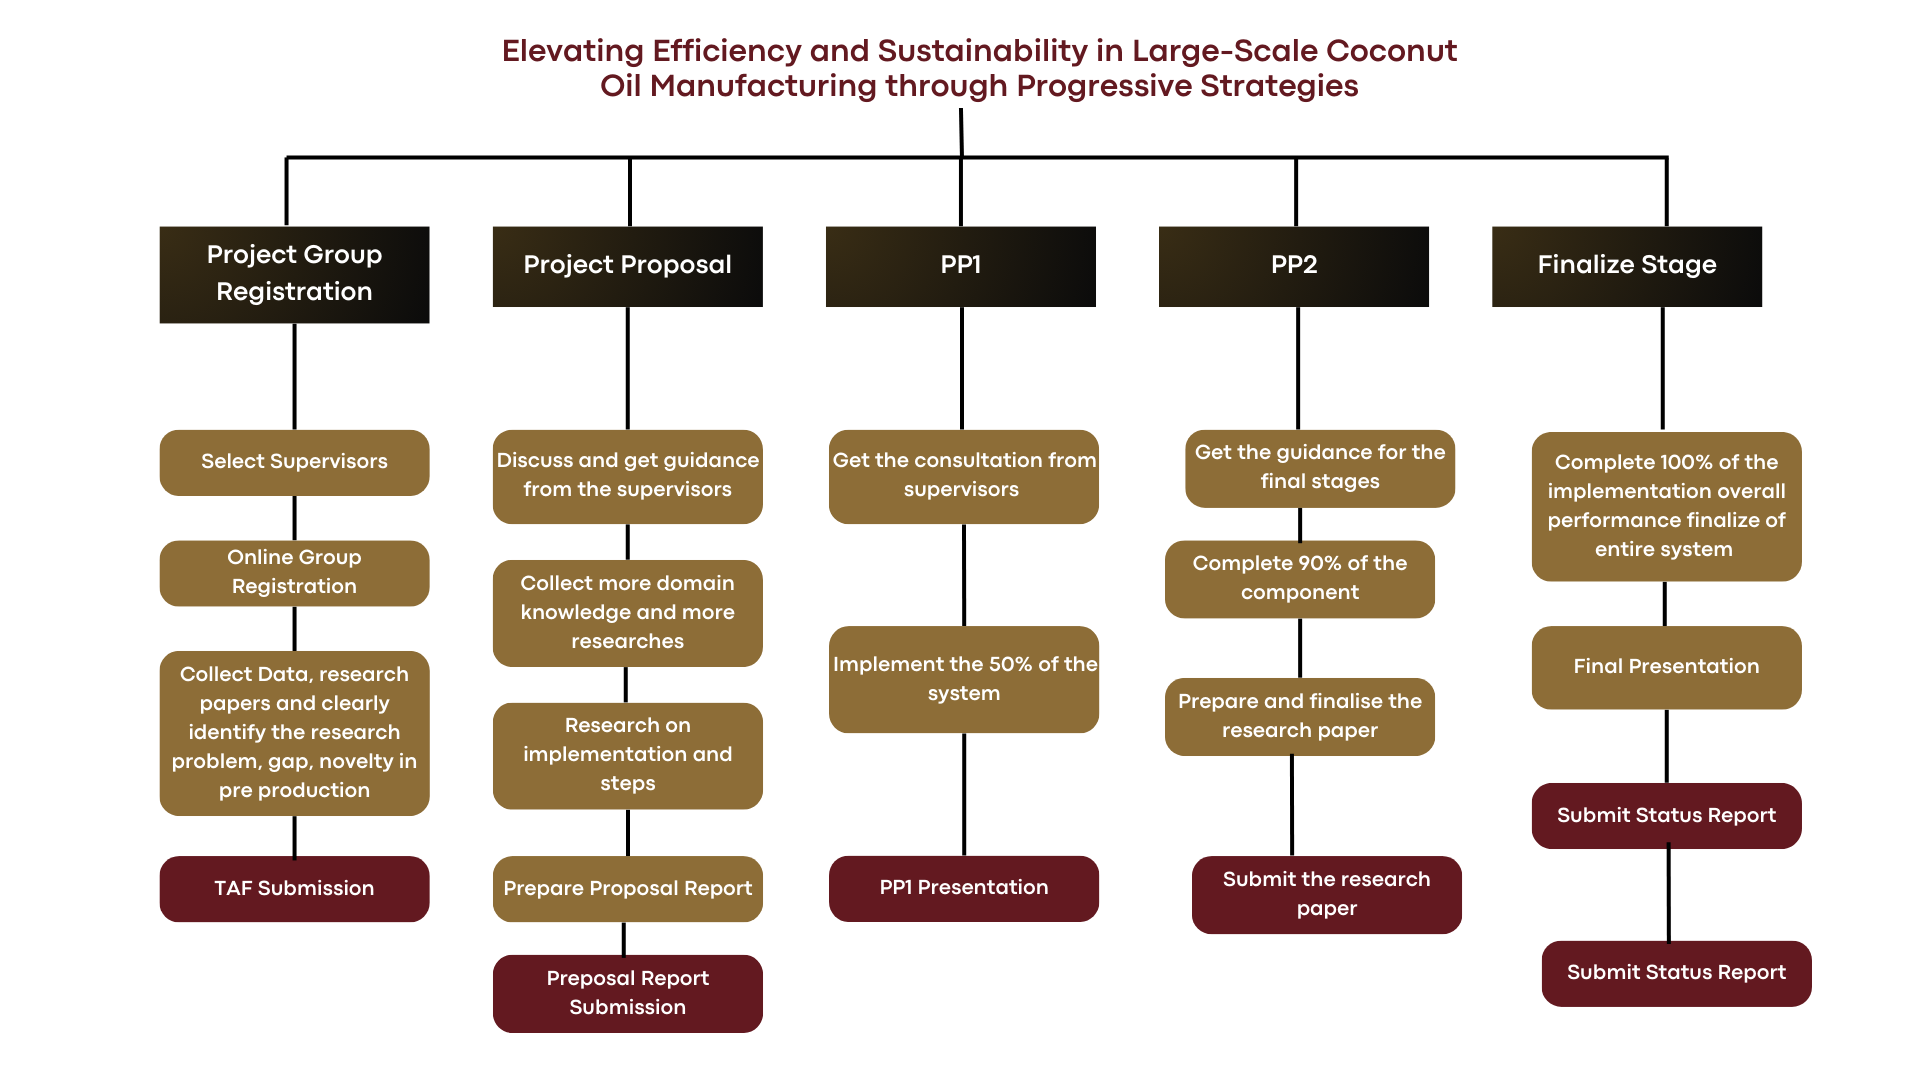 Elevating Efficiency and Sustainability in Large-Scale Coconut
Oil Manufacturing through Progressive Strategies
Project Group
Registration
Select Supervisors
Online Group
Registration
Collect Data, research
papers and clearly
identify the research
problem, gap, novelty in
pre production
TAF Submission
Project Proposal
Discuss and get guidance
from the supervisors
Collect more domain
knowledge and more
researches
Research on
implementation and
steps
Prepare Proposal Report
Preposal Report
Submission
PP1
Get the consultation from
supervisors
Implement the 50% of the
system
PP1 Presentation
PP2
Get the guidance for the
final stages
Complete 90% of the
component
Prepare and finalise the
research paper
Submit the research
paper
Finalize Stage
Complete 100% of the
implementation overall
performance finalize of
entire system
Final Presentation
Submit Status Report
Submit Status Report